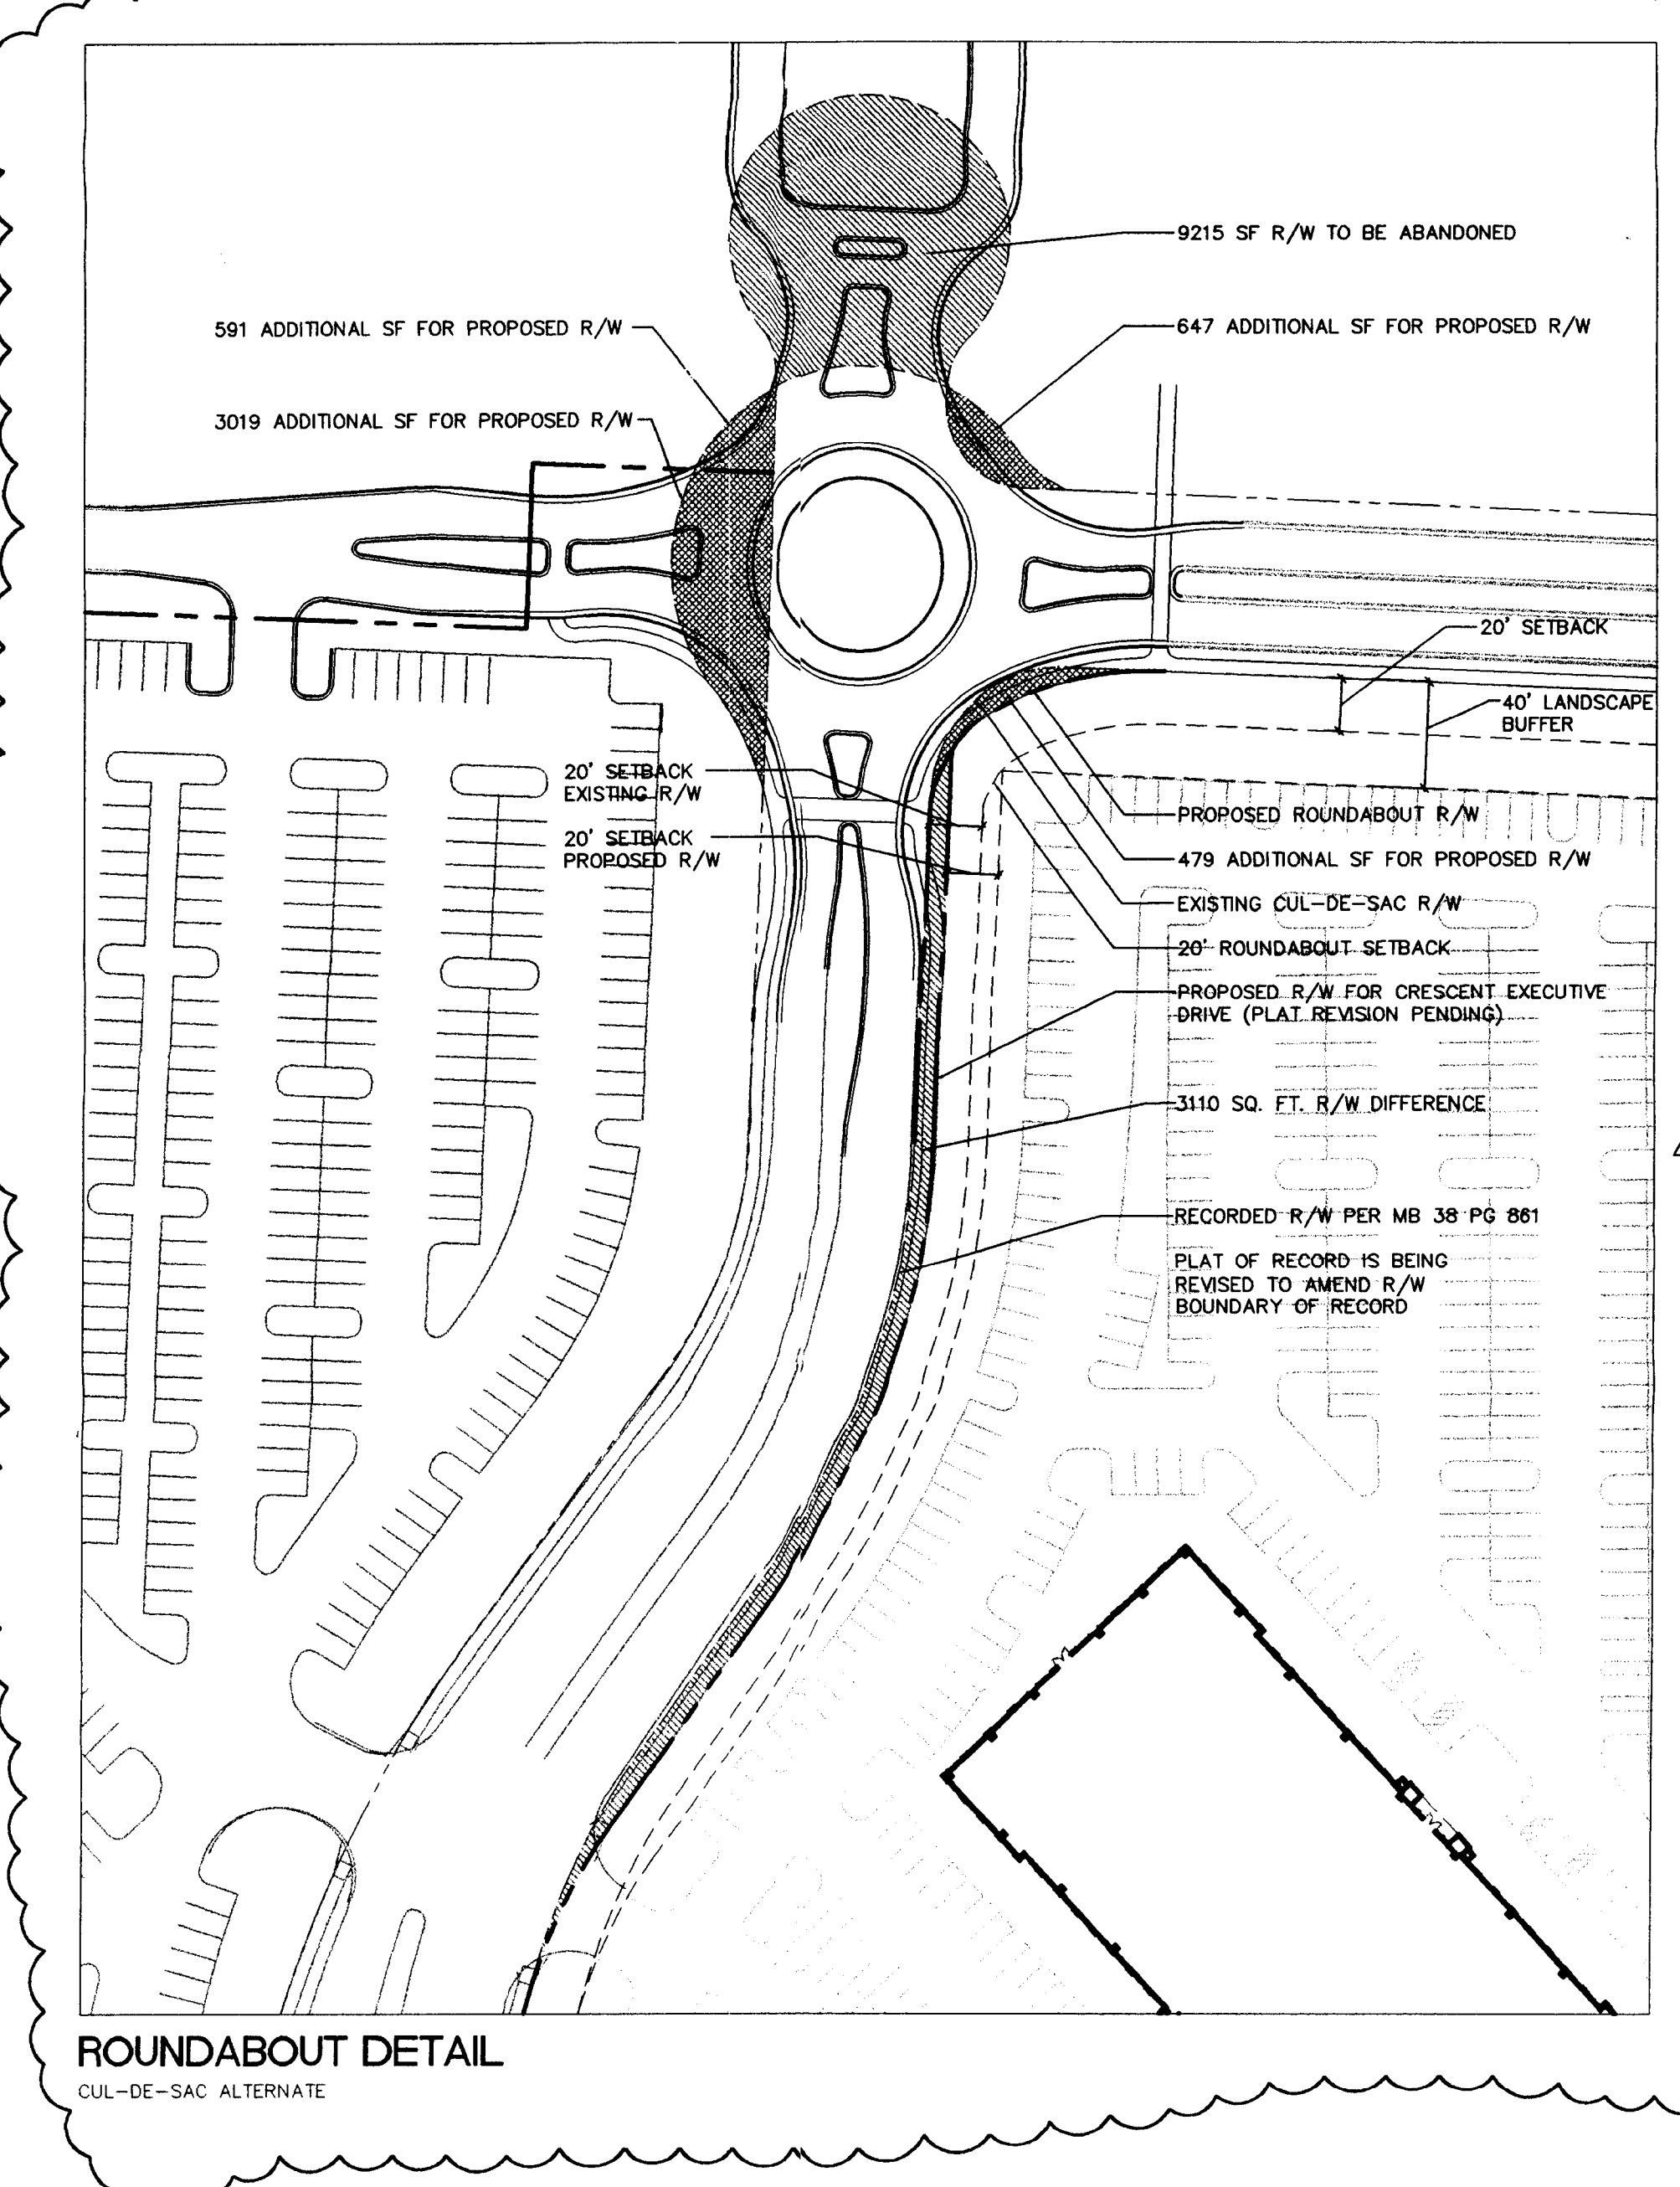 9215 SF R/W TO BE ABANDONED
591 ADDITIONAL SF FOR PROPOSED R/W
647 ADDITIONAL SF FOR PROPOSED R/W
3019 ADDITIONAL SF FOR PROPOSED R/W
20' SETBACK
40' LANDSCAPE
BUFFER
20' SETBACK
EXISTING R/W
20' SETBACK
PROPOSED R/W
PROPOSED ROUNDABOUT R/W
479 ADDITIONAL SF FOR PROPOSED R/W
EXISTING CUL-DE-SAC R/W
20' ROUNDABOUT SETBACK
PROPOSED R/W FOR CRESCENT EXECUTIVE
DRIVE (PLAT REVISION PENDING)
3110 SQ. FT. R/W DIFFERENCE
RECORDED R/W PER MB 38 PG 861
PLAT OF RECORD IS BEING
REVISED TO AMEND R/W
BOUNDARY OF RECORD
ROUNDABOUT DETAIL
CUL-DE-SAC ALTERNATE